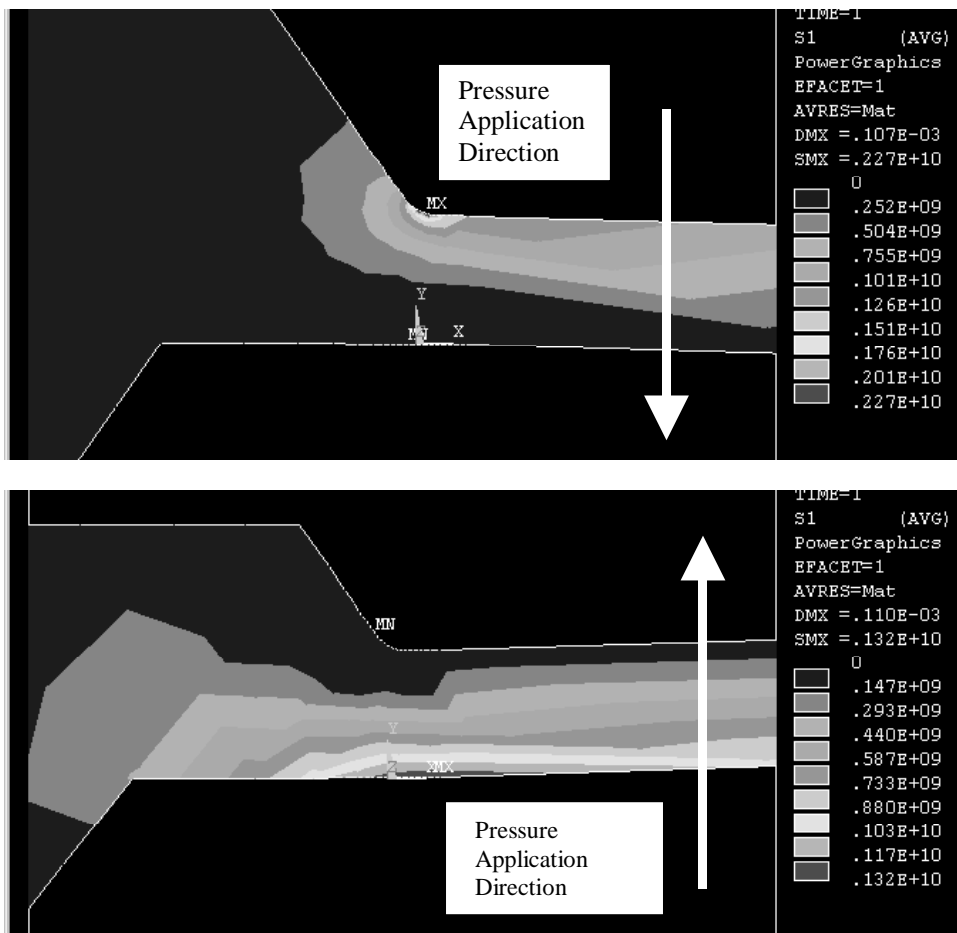 TIME=1
S1 (AVG)
PowerGraphics
EFACET=1
AVRES=Mat
DMX =.107E-03
SMX =.227E+10
0
.252E+09
.504E+09
.755E+09
.101E+10
.126E+10
.151E+10
.176E+10
.201E+10
.227E+10
Pressure
Application
Direction
MX
Y
MN
X
TIME=1
S1 (AVG)
PowerGraphics
EFACET=1
AVRES=Mat
DMX =.110E-03
SMX =.132E+10
0
.147E+09
.293E+09
.440E+09
.587E+09
.733E+09
.880E+09
.103E+10
.117E+10
.132E+10
MN
Y
Z
XMX
Pressure
Application
Direction